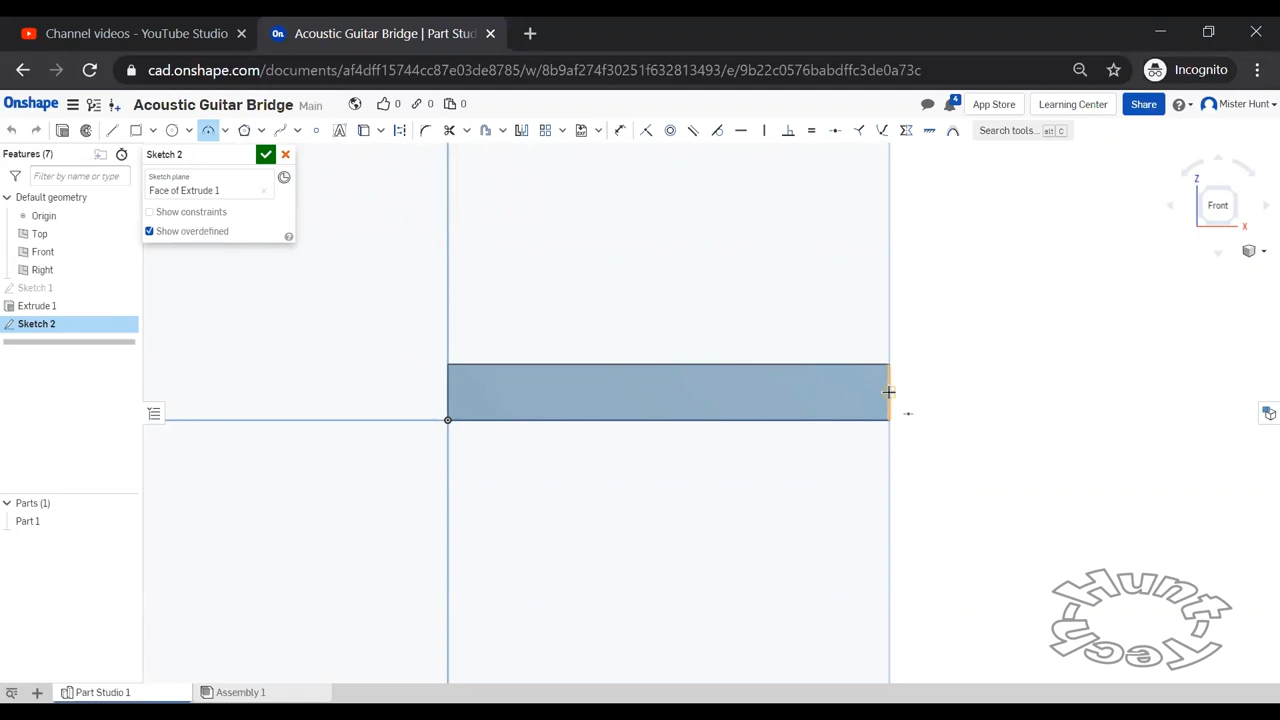 Channel videos - YouTube Studio
On Acoustic Guitar Bridge | Part Stud
cad.onshape.com/documents/af4dff15744cc87e03de8785/w/8b9af274f30251f632813493/e/9b22c0576babdffc3de0a73c
Incognito
Onshape
Acoustic Guitar Bridge Main
0 0 0
4
App Store
Learning Center
Share
Mister Hunt
Search tools... alt C
Features (7)
Filter by name or type
Default geometry
Origin
Top
Front
Right
Sketch 1
Extrude 1
Sketch 2
Sketch 2
Sketch plane
Face of Extrude 1
Show constraints
Show overdefined
Z
Front
X
Parts (1)
Part 1
Hunt
Tech
Part Studio 1
Assembly 1